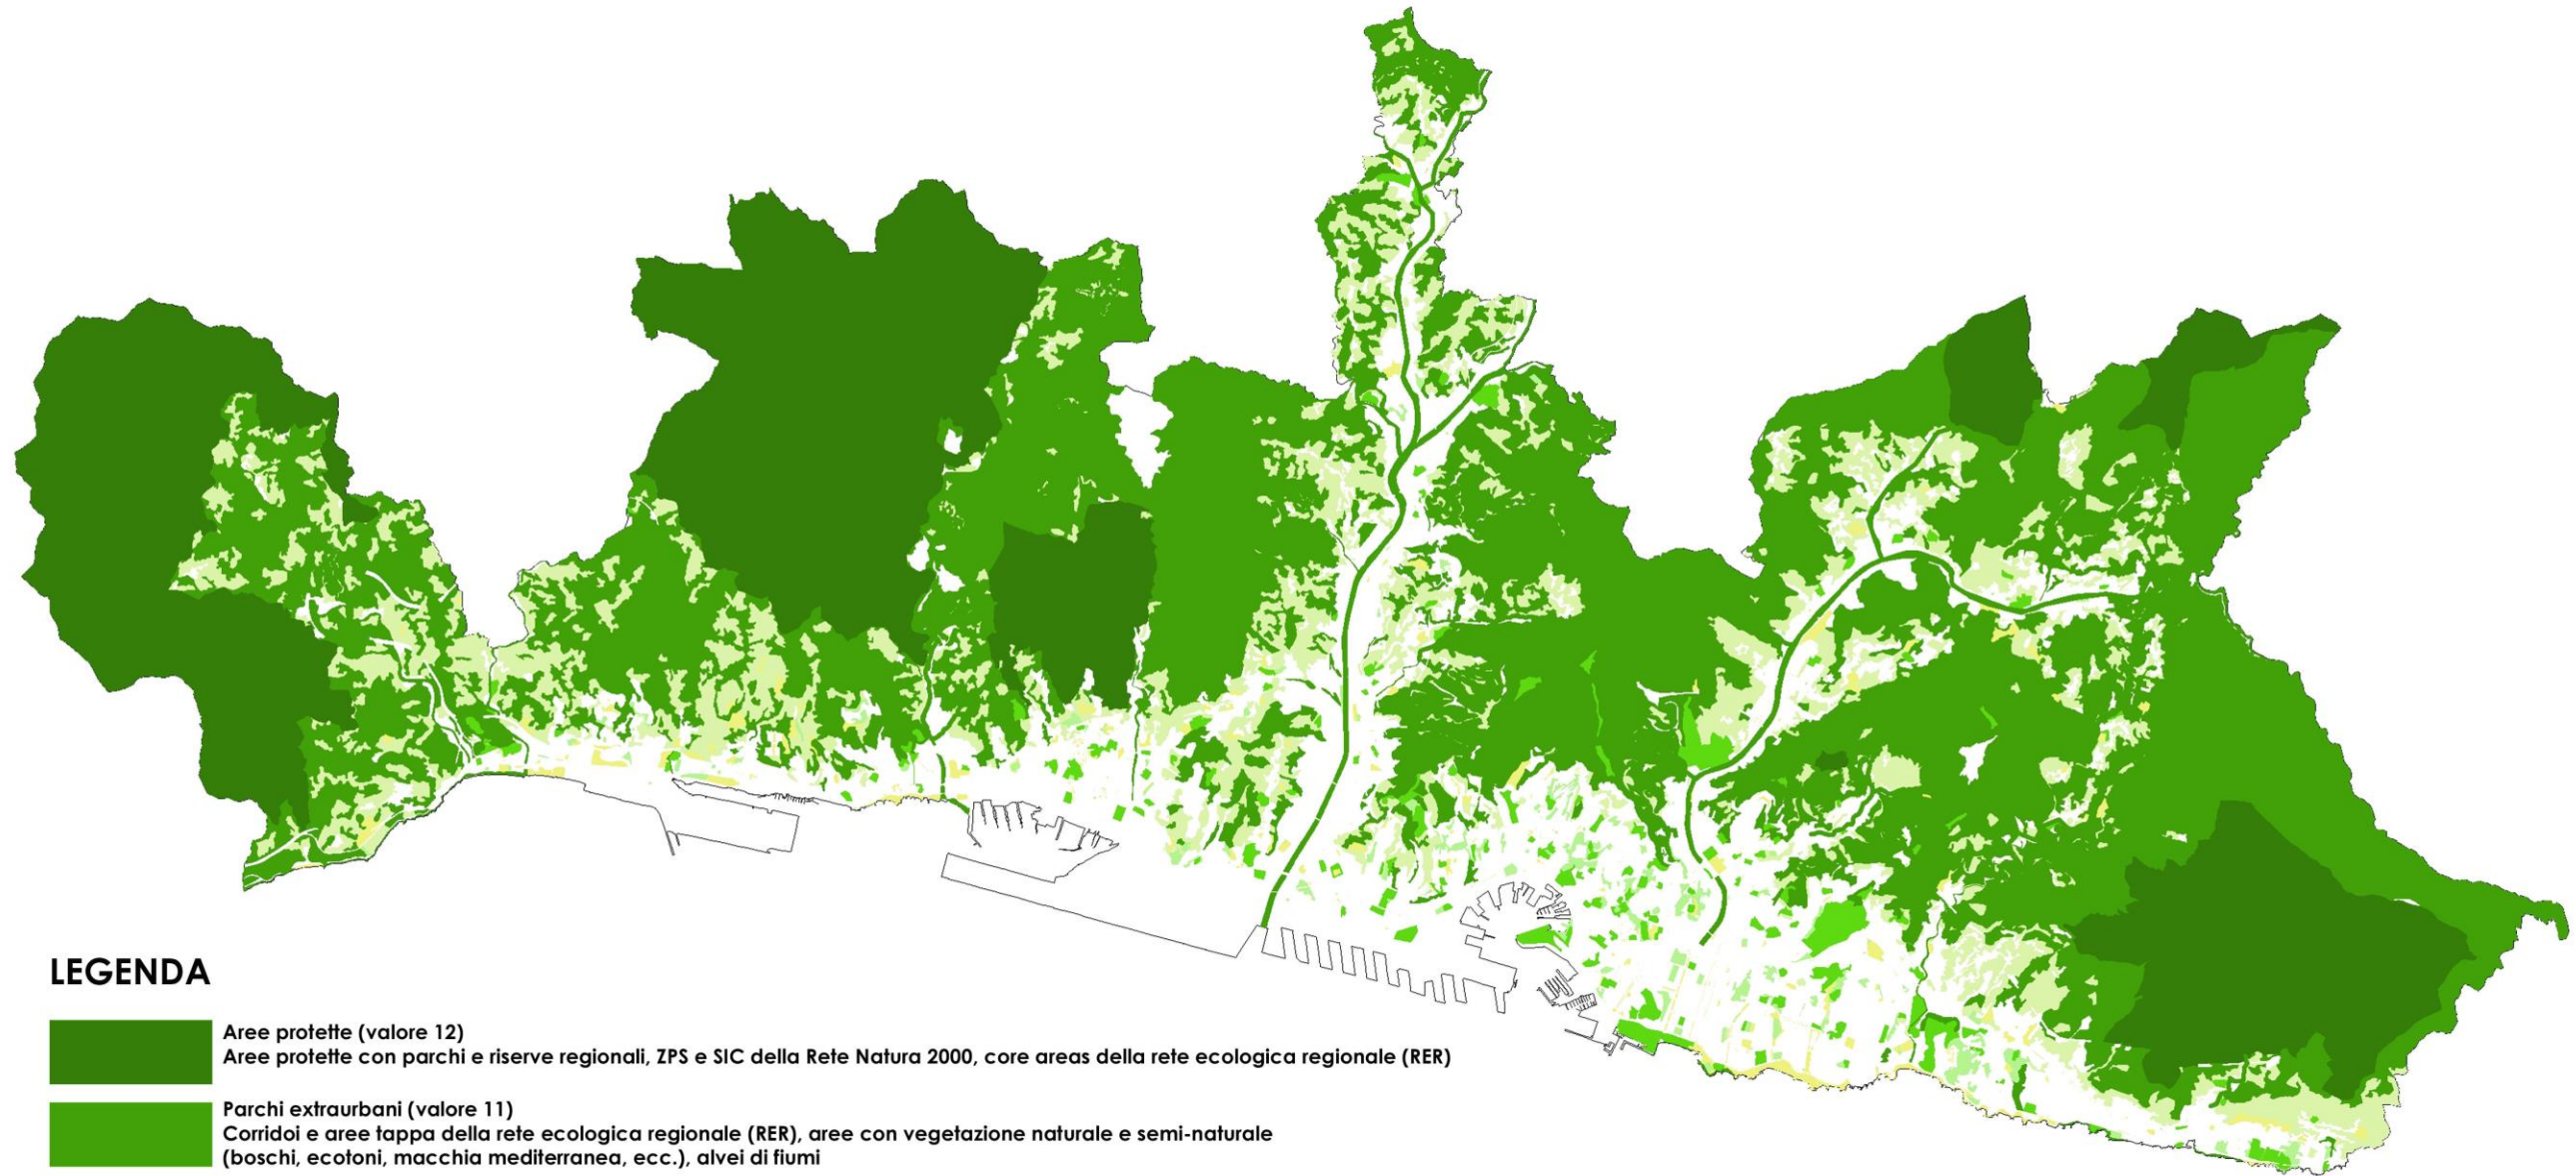 LEGENDA
Aree protette (valore 12)
Aree protette con parchi e riserve regionali, ZPS e SIC della Rete Natura 2000, core areas della rete ecologica regionale (RER)
Parchi extraurbani (valore 11)
Corridoi e aree tappa della rete ecologica regionale (RER), aree con vegetazione naturale e semi-naturale
(boschi, ecotoni, macchia mediterranea, ecc.), alvei di fiumi